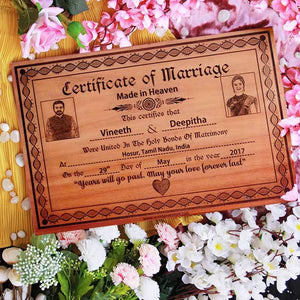 Certificate of Marriage
Made in Heaven
This certifies that
Vineeth & Deepitha
Were United In The Holy Bonds Of Matrimony
At Hosur, Tamil Nadu, India
On the 29th Day of May in the year 2017
"Years will go past. May your love forever last"